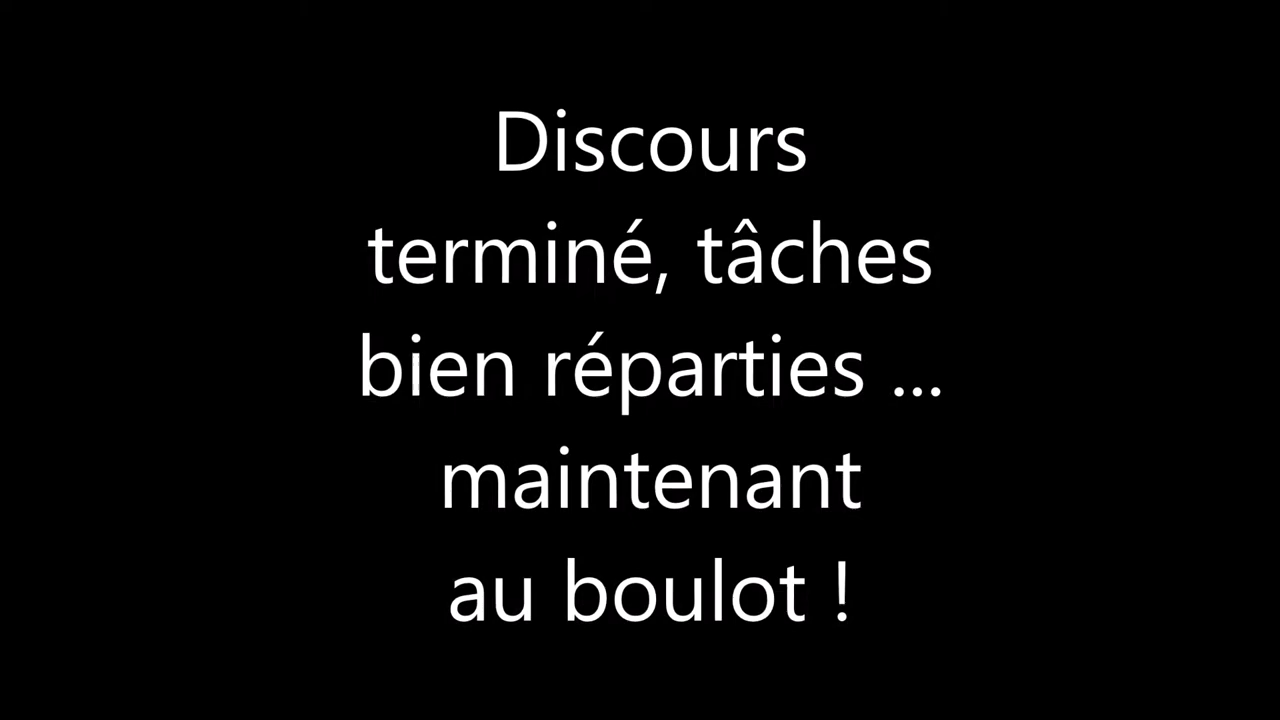 Discours
terminé, tâches
bien réparties ...
maintenant
au boulot !